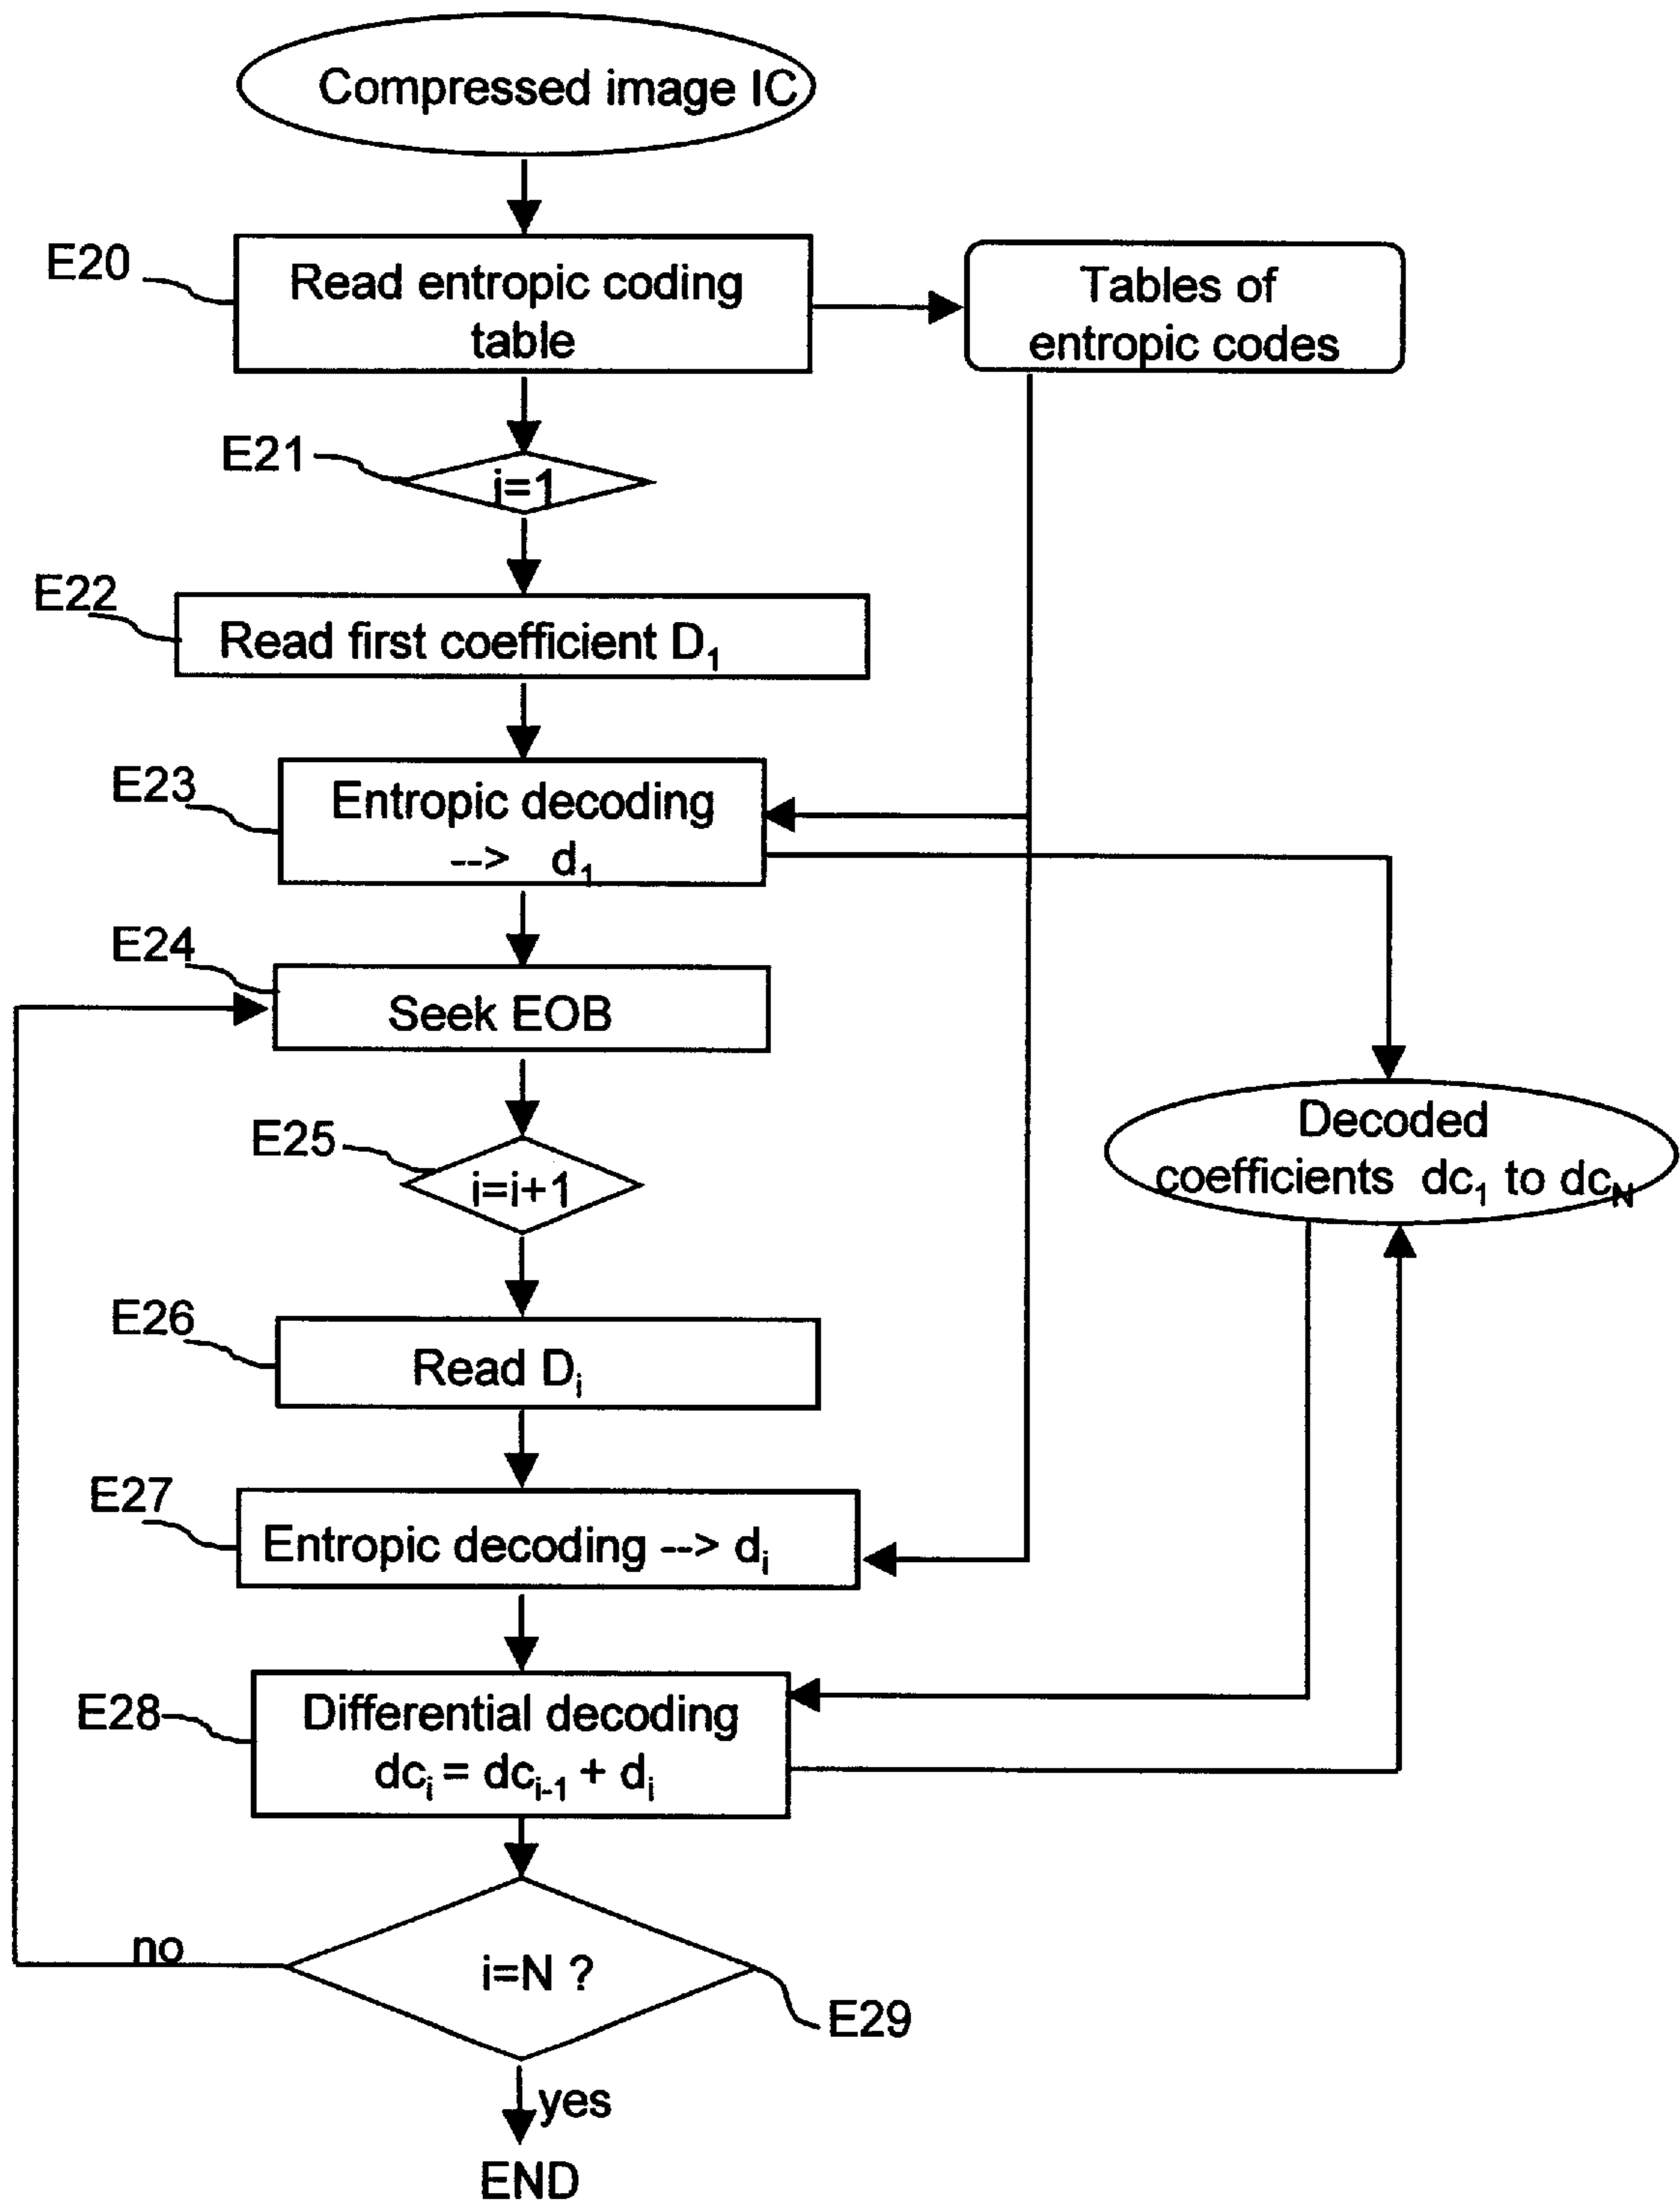 Compressed image IC
E20
Read entropic coding
table
Tables of
entropic codes
E21
i=1
E22
Read first coefficient D₁
E23
Entropic decoding
--> d₁
E24
Seek EOB
E25
i=i+1
Decoded
coefficients dc₁ to dc_N
E26
Read Dᵢ
E27
Entropic decoding --> dᵢ
E28
Differential decoding
dcᵢ = dcᵢ₋₁ + dᵢ
no
i=N ?
E29
yes
END